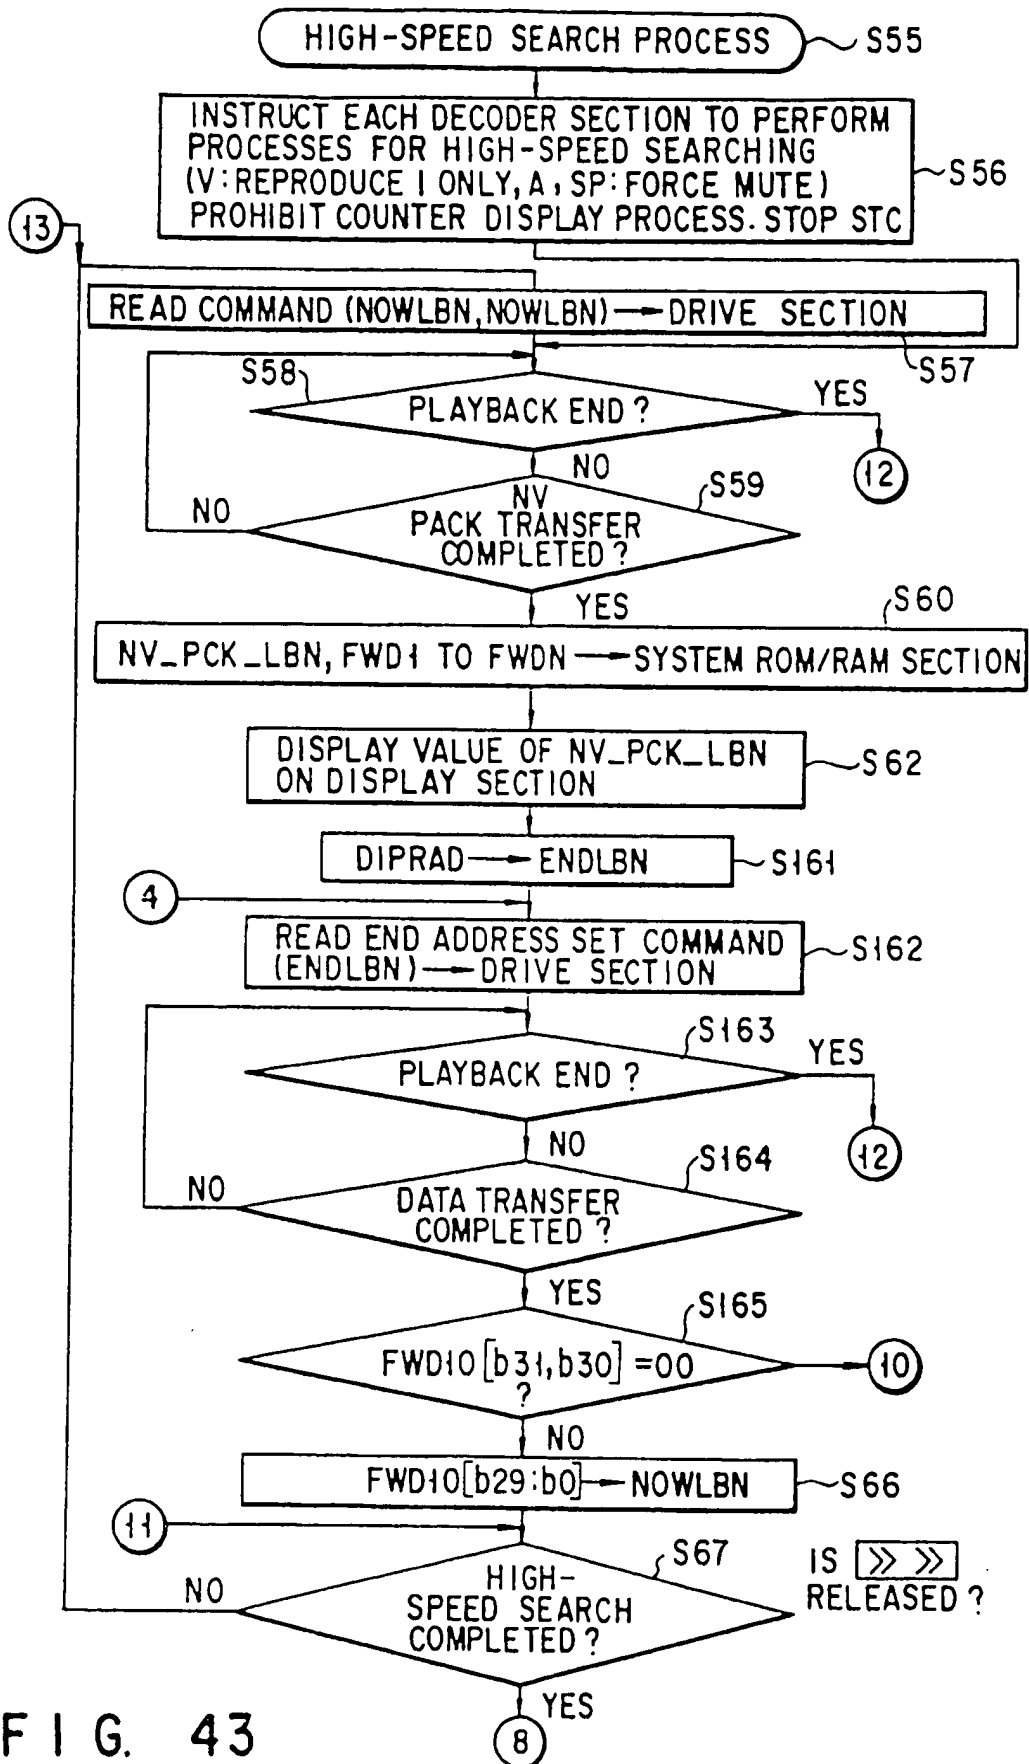 HIGH-SPEED SEARCH PROCESS
S55
INSTRUCT EACH DECODER SECTION TO PERFORM
PROCESSES FOR HIGH-SPEED SEARCHING
(V:REPRODUCE I ONLY, A, SP:FORCE MUTE)
PROHIBIT COUNTER DISPLAY PROCESS. STOP STC
S56
13
READ COMMAND (NOWLBN, NOWLBN)→DRIVE SECTION
S57
S58
PLAYBACK END?
YES
12
NO
S59
NV
PACK TRANSFER
COMPLETED?
NO
YES
S60
NV_PCK_LBN, FWD1 TO FWDN→SYSTEM ROM/RAM SECTION
DISPLAY VALUE OF NV_PCK_LBN
ON DISPLAY SECTION
S62
DIPRAD→ENDLBN
S161
4
READ END ADDRESS SET COMMAND
(ENDLBN)→DRIVE SECTION
S162
S163
PLAYBACK END?
YES
12
NO
S164
DATA TRANSFER
COMPLETED?
NO
YES
S165
FWD10[b31,b30]=00
?
10
NO
FWD10[b29:b0]→NOWLBN
S66
11
S67
HIGH-
SPEED SEARCH
COMPLETED?
NO
IS >> >>
RELEASED?
YES
8
FIG. 43